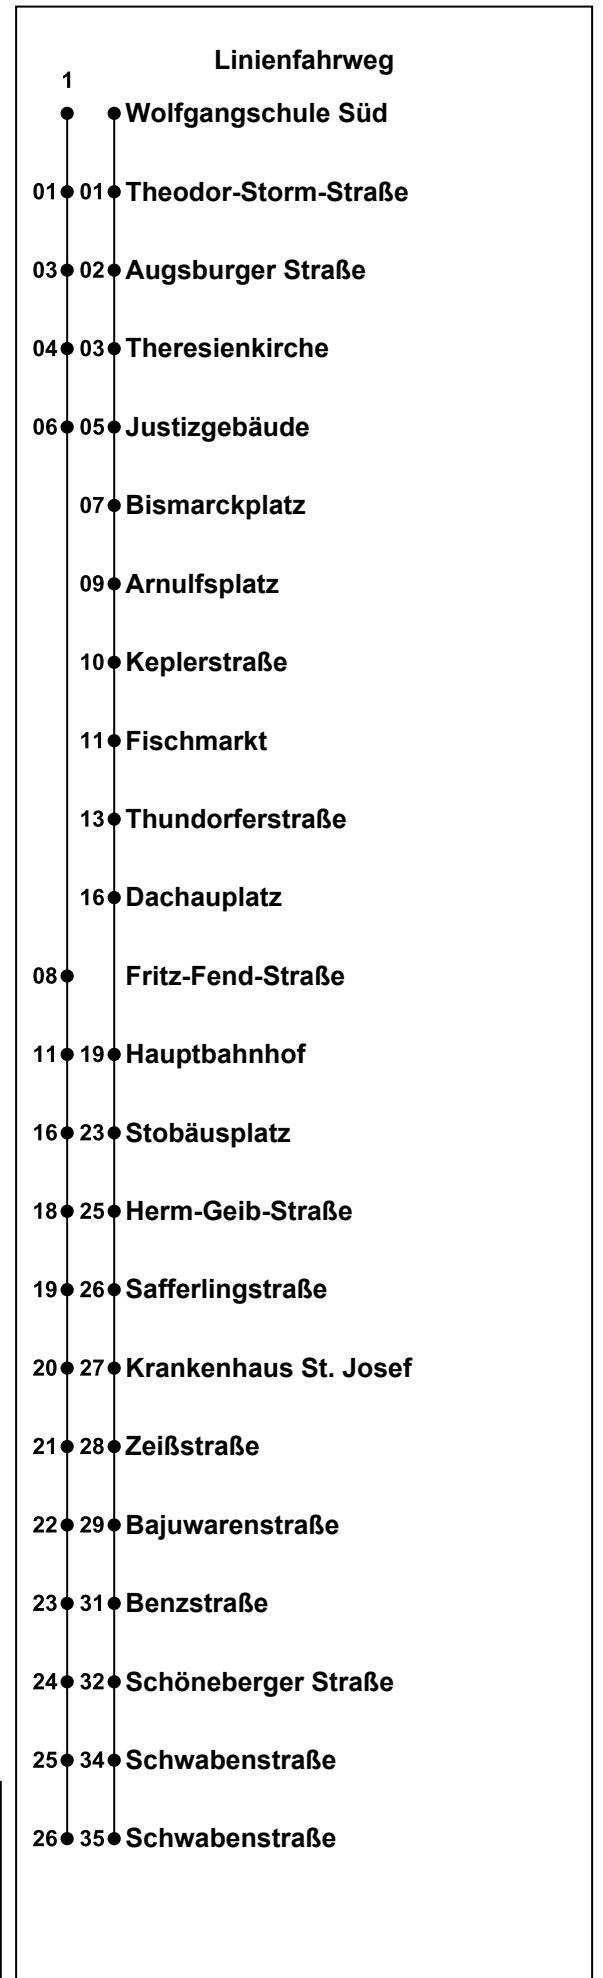 Linienfahrweg
1
Wolfgangschule Süd
01 01 Theodor-Storm-Straße
03 02 Augsburger Straße
04 03 Theresienkirche
06 05 Justizgebäude
07 Bismarckplatz
09 Arnulfsplatz
10 Keplerstraße
11 Fischmarkt
13 Thundorferstraße
16 Dachauplatz
08 Fritz-Fend-Straße
11 19 Hauptbahnhof
16 23 Stobäusplatz
18 25 Herm-Geib-Straße
19 26 Safferlingstraße
20 27 Krankenhaus St. Josef
21 28 Zeißstraße
22 29 Bajuwarenstraße
23 31 Benzstraße
24 32 Schöneberger Straße
25 34 Schwabenstraße
26 35 Schwabenstraße